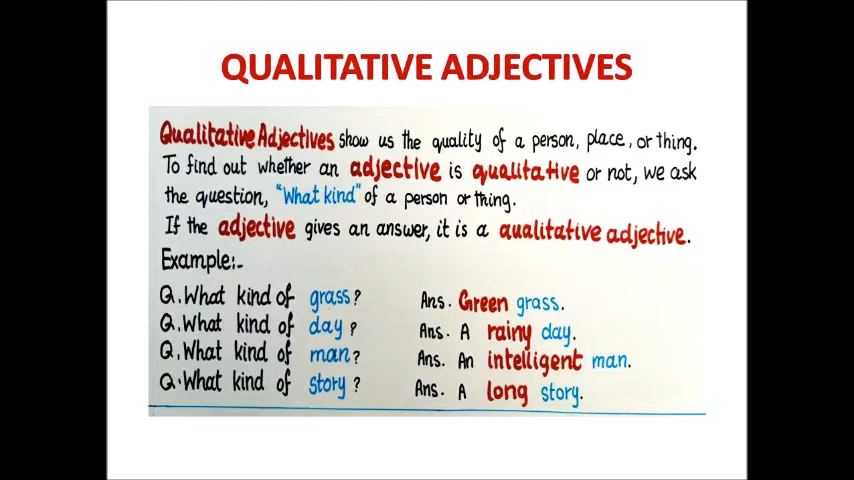 QUALITATIVE ADJECTIVES
Qualitative Adjectives show us the quality of a person, place, or thing.
To find out whether an adjective is qualitative or not, we ask
the question, "What kind" of a person or thing.
If the adjective gives an answer, it is a qualitative adjective.
Example:-
Q. What kind of grass? Ans. Green grass.
Q. What kind of day? Ans. A rainy day.
Q. What kind of man? Ans. An intelligent man.
Q. What kind of story? Ans. A long story.